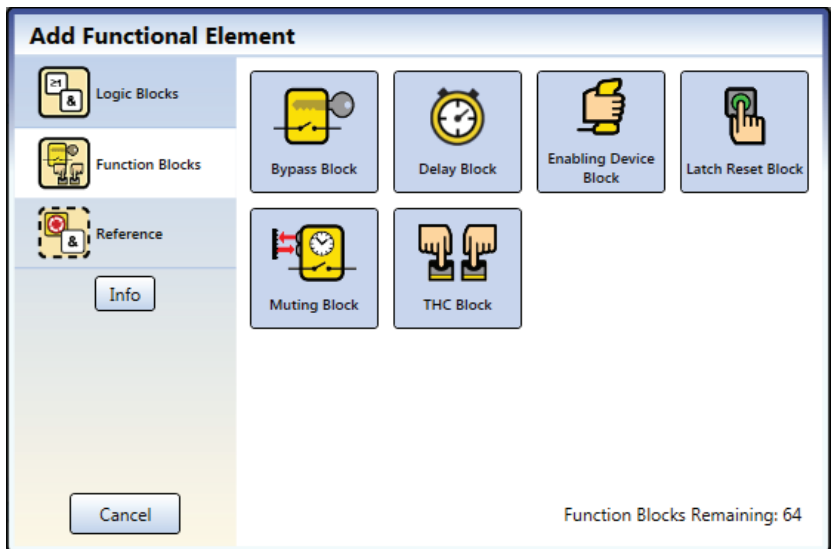 Add Functional Element
≥1
&
Logic Blocks
Function Blocks
&
Reference
Info
Cancel
Bypass Block
Delay Block
Enabling Device
Block
Latch Reset Block
Muting Block
THC Block
Function Blocks Remaining: 64